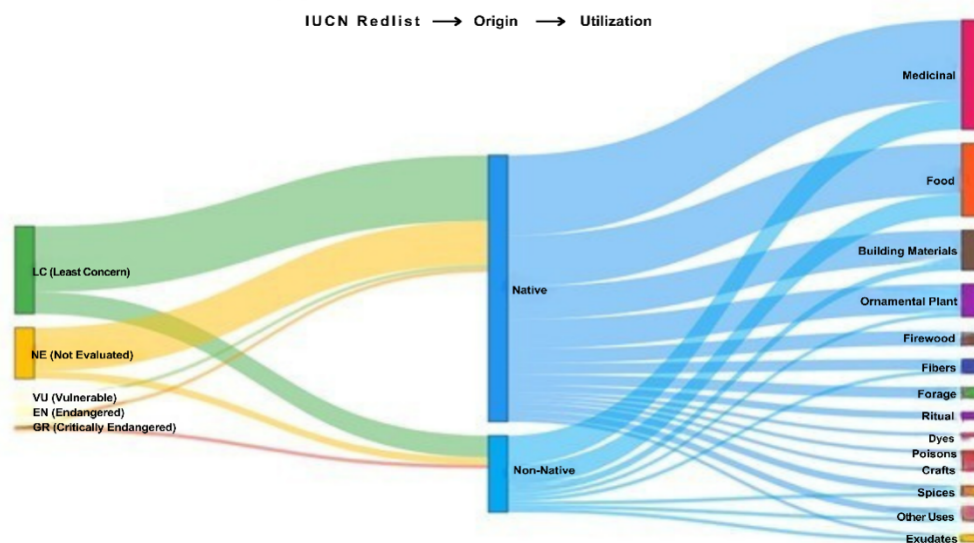 IUCN Redlist → Origin → Utilization
Medicinal
Food
Building Materials
Ornamental Plant
Firewood
Fibers
Forage
Ritual
Dyes
Poisons
Crafts
Spices
Other Uses
Exudates
Native
Non-Native
LC (Least Concern)
NE (Not Evaluated)
VU (Vulnerable)
EN (Endangered)
GR (Critically Endangered)